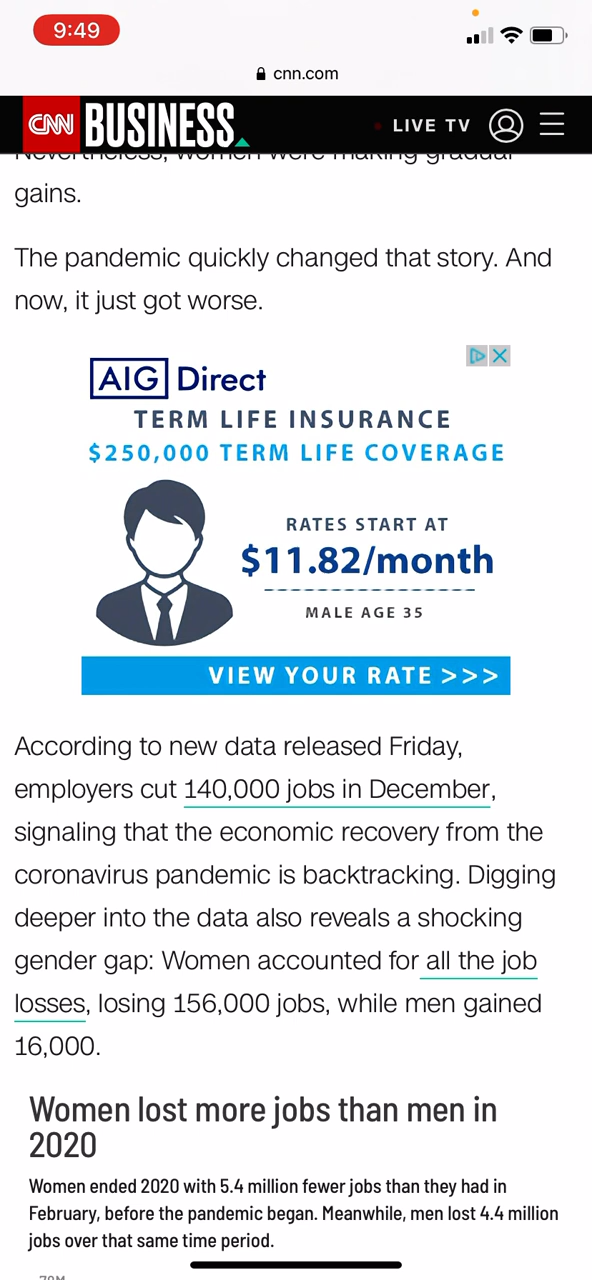 9:49
cnn.com
CNN BUSINESS
LIVE TV
Nevertheless, women were making gradual
gains.
The pandemic quickly changed that story. And
now, it just got worse.
AIG Direct
TERM LIFE INSURANCE
$250,000 TERM LIFE COVERAGE
RATES START AT
$11.82/month
MALE AGE 35
VIEW YOUR RATE >>>
According to new data released Friday,
employers cut 140,000 jobs in December,
signaling that the economic recovery from the
coronavirus pandemic is backtracking. Digging
deeper into the data also reveals a shocking
gender gap: Women accounted for all the job
losses, losing 156,000 jobs, while men gained
16,000.
Women lost more jobs than men in
2020
Women ended 2020 with 5.4 million fewer jobs than they had in
February, before the pandemic began. Meanwhile, men lost 4.4 million
jobs over that same time period.